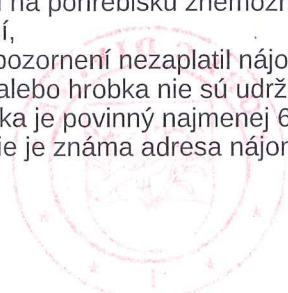 na pohrebisku znemožň
í,
pozornení nezaplatil nájo
alebo hrobka nie sú udrž
ka je povinný najmenej 6
ie je známa adresa nájon